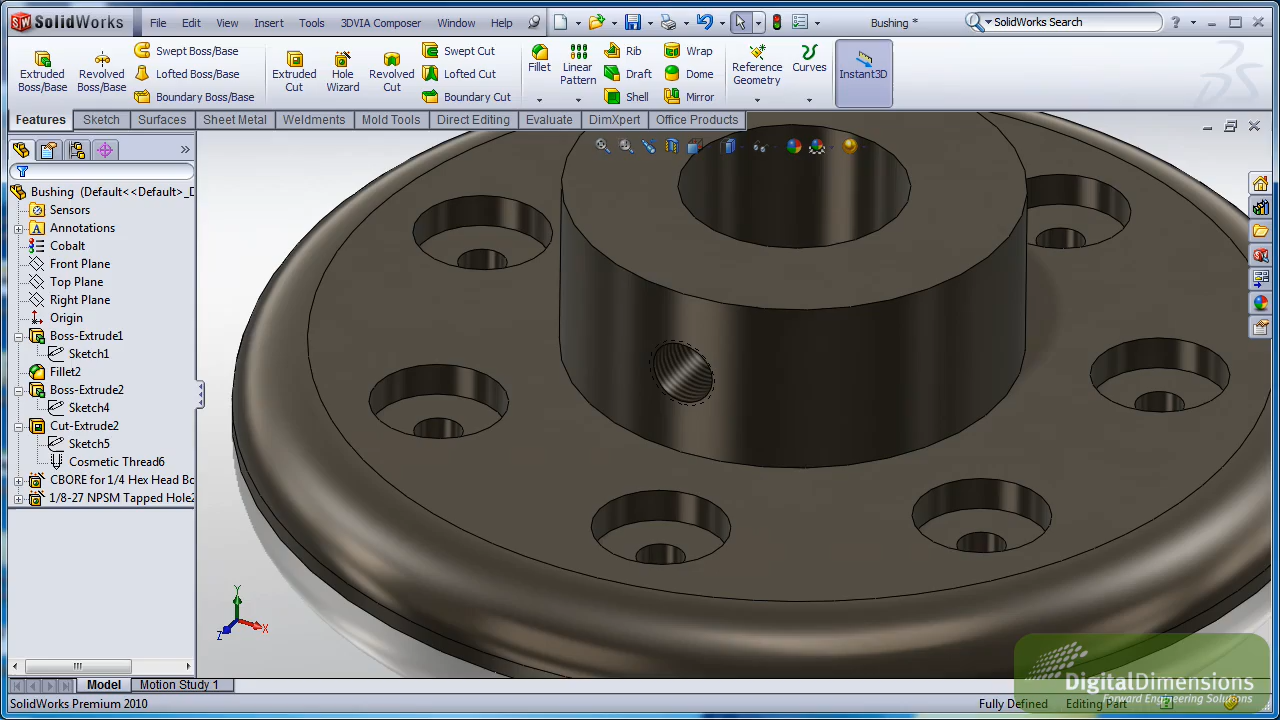 SolidWorks File Edit View Insert Tools 3DVIA Composer Window Help Bushing * SolidWorks Search
Extruded Boss/Base
Revolved Boss/Base
Swept Boss/Base
Lofted Boss/Base
Boundary Boss/Base
Extruded Cut
Hole Wizard
Revolved Cut
Swept Cut
Lofted Cut
Boundary Cut
Fillet
Linear Pattern
Rib
Draft
Shell
Wrap
Dome
Mirror
Reference Geometry
Curves
Instant3D
Features Sketch Surfaces Sheet Metal Weldments Mold Tools Direct Editing Evaluate DimXpert Office Products
Bushing (Default<<Default>_D
Sensors
Annotations
Cobalt
Front Plane
Top Plane
Right Plane
Origin
Boss-Extrude1
Sketch1
Fillet2
Boss-Extrude2
Sketch4
Cut-Extrude2
Sketch5
Cosmetic Thread6
CBORE for 1/4 Hex Head Bo
1/8-27 NPSM Tapped Hole2
Y
X
Z
Model Motion Study 1
DigitalDimensions
Forward Engineering Solutions
SolidWorks Premium 2010 Fully Defined Editing Part